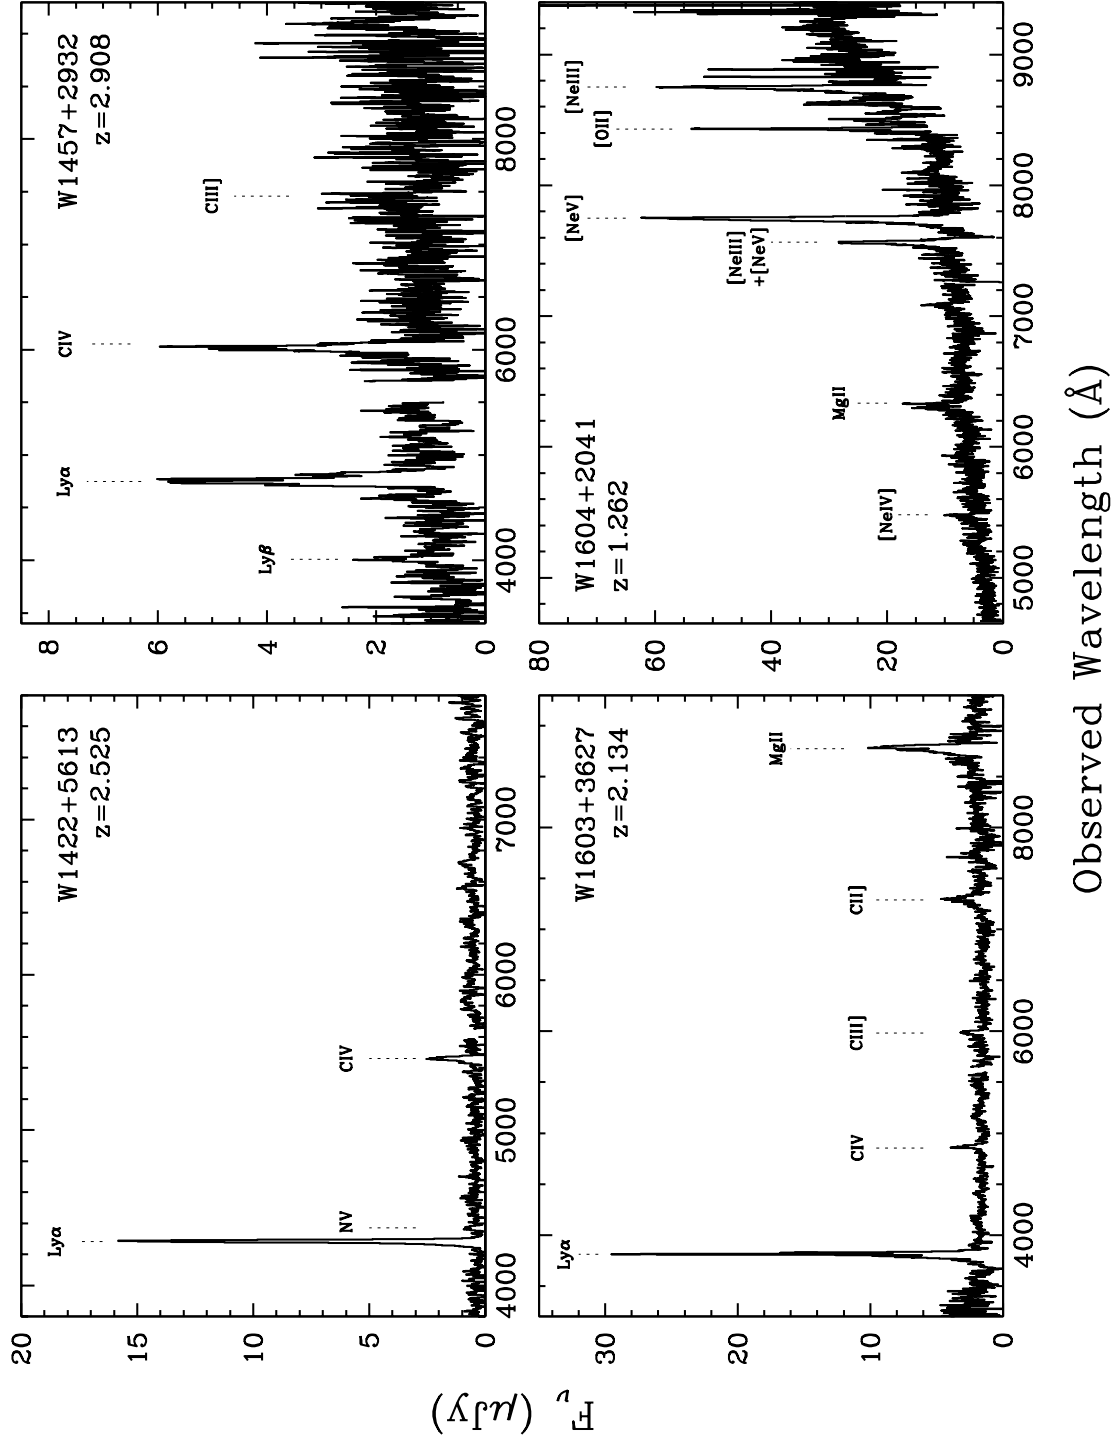 W1422+5613
z=2.525
Lyα
NV
CIV
20
15
10
5
0
4000
5000
6000
7000
W1457+2932
z=2.908
Lyβ
Lyα
CIV
CIII]
8
6
4
2
0
4000
6000
8000
W1603+3627
z=2.134
Lyα
CIV
CIII]
CII]
MgII
30
20
10
0
4000
6000
8000
W1604+2041
z=1.262
[NeIV]
MgII
[NeIII]
+[NeV]
[NeV]
[OII]
[NeIII]
80
60
40
20
0
5000
6000
7000
8000
9000
Fν (μJy)
Observed Wavelength (Å)